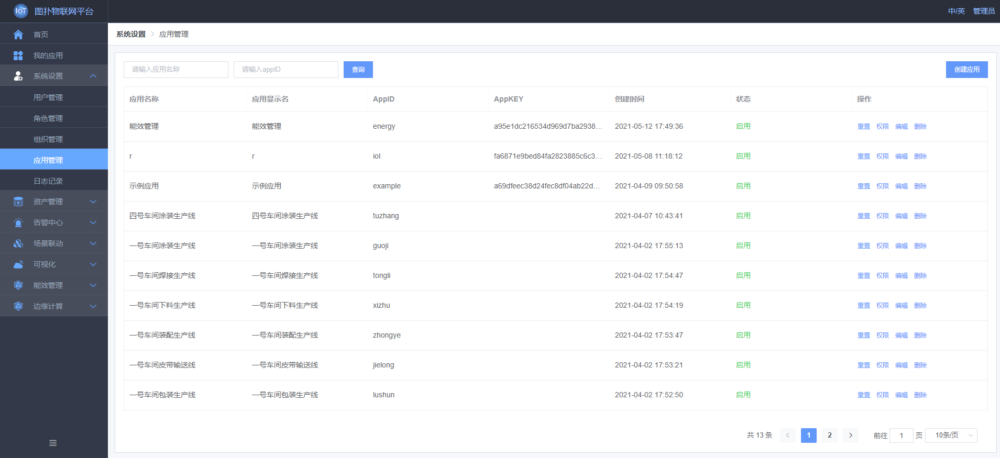 IOT 图扑物联网平台 中/英 管理员
首页
我的应用
系统设置
用户管理
角色管理
组织管理
应用管理
日志记录
资产管理
告警中心
场景联动
可视化
能效管理
边缘计算
系统设置 > 应用管理
请输入应用名称 请输入appID 查询 创建应用
应用名称 应用显示名 AppID AppKEY 创建时间 状态 操作
能效管理 能效管理 energy a95e1dc216534d969d7ba2938... 2021-05-12 17:49:36 启用 重置 权限 编辑 删除
r r iol fa6871e9bed84fa2823885c6c3... 2021-05-08 11:18:12 启用 重置 权限 编辑 删除
示例应用 示例应用 example a69dfeec38d24fec8df04ab22d... 2021-04-09 09:50:58 启用 重置 权限 编辑 删除
四号车间涂装生产线 四号车间涂装生产线 tuzhang 2021-04-07 10:43:41 启用 重置 权限 编辑 删除
一号车间涂装生产线 一号车间涂装生产线 guoji 2021-04-02 17:55:13 启用 重置 权限 编辑 删除
一号车间焊接生产线 一号车间焊接生产线 tongli 2021-04-02 17:54:47 启用 重置 权限 编辑 删除
一号车间下料生产线 一号车间下料生产线 xizhu 2021-04-02 17:54:19 启用 重置 权限 编辑 删除
一号车间装配生产线 一号车间装配生产线 zhongye 2021-04-02 17:53:47 启用 重置 权限 编辑 删除
一号车间皮带输送线 一号车间皮带输送线 jielong 2021-04-02 17:53:21 启用 重置 权限 编辑 删除
一号车间包装生产线 一号车间包装生产线 lushun 2021-04-02 17:52:50 启用 重置 权限 编辑 删除
共 13 条 < 1 2 > 前往 1 页 10条/页